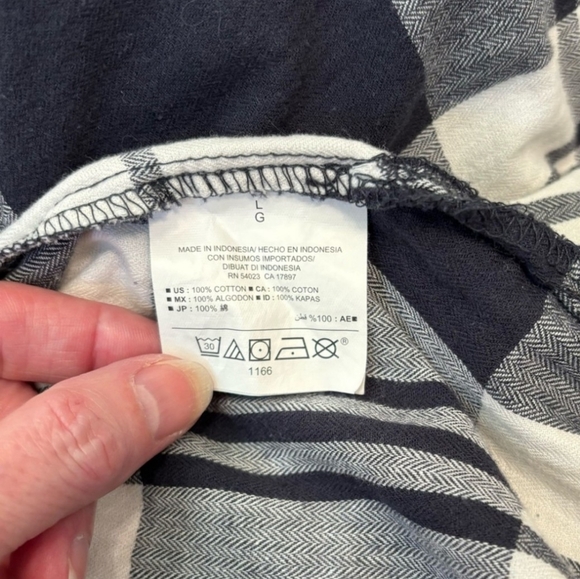 L
G
MADE IN INDONESIA/ HECHO EN INDONESIA
CON INSUMOS IMPORTADOS/
DIBUAT DI INDONESIA
RN 54023 CA 17897
■ US : 100% COTTON ■ CA : 100% COTON
■ MX : 100% ALGODON ■ ID : 100% KAPAS
■ JP : 100% 綿
%100 : AE ■ قطن
30
®
1166